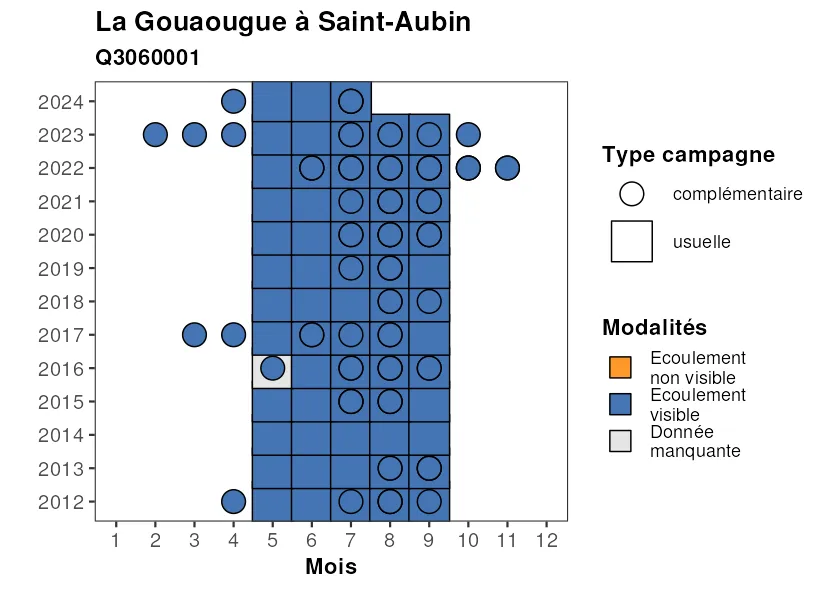 La Gouaougue à Saint-Aubin
Q3060001
2024
2023
2022
2021
2020
2019
2018
2017
2016
2015
2014
2013
2012
1 2 3 4 5 6 7 8 9 10 11 12
Mois
Type campagne
complémentaire
usuelle
Modalités
Ecoulement
non visible
Ecoulement
visible
Donnée
manquante